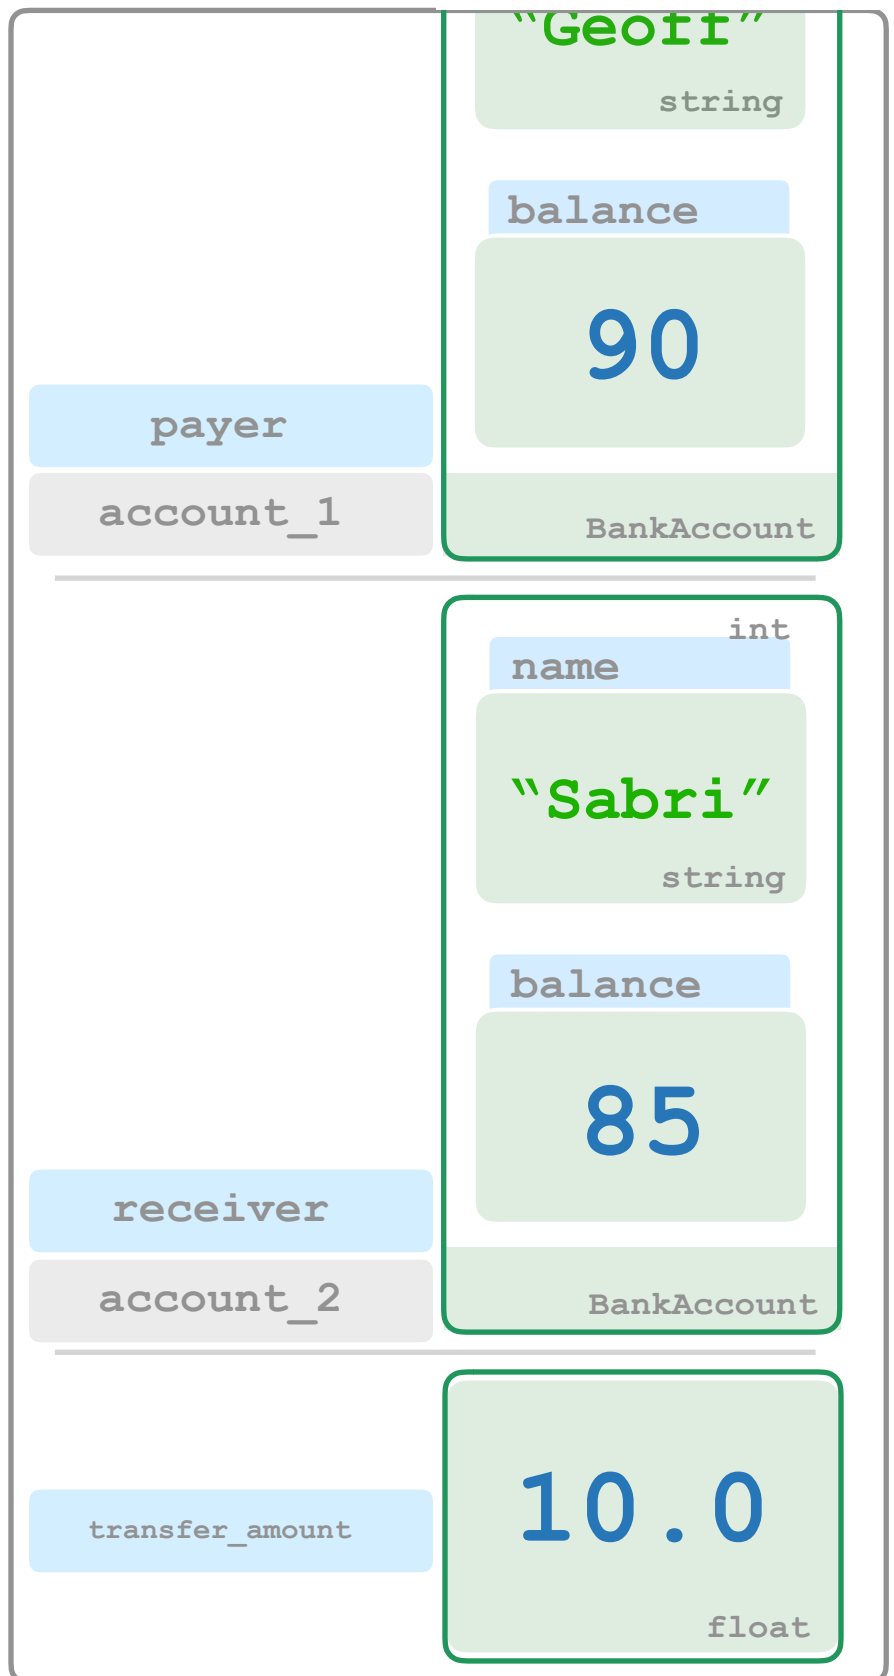 “Geoff”
string
balance
90
payer
account_1
BankAccount
int
name
“Sabri”
string
balance
85
receiver
account_2
BankAccount
10.0
transfer_amount
float